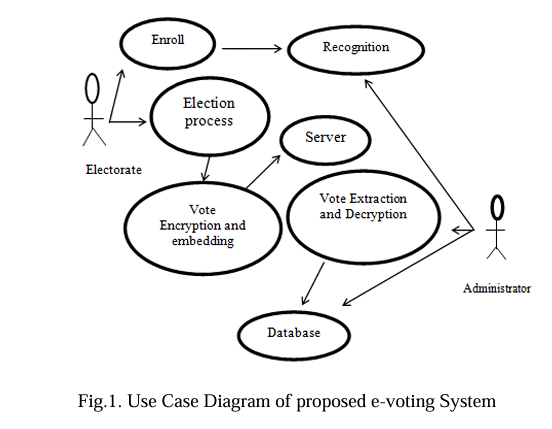 Enroll
Recognition
Election
process
Server
Electorate
Vote
Encryption and
embedding
Vote Extraction
and Decryption
Administrator
Database
Fig.1. Use Case Diagram of proposed e-voting System